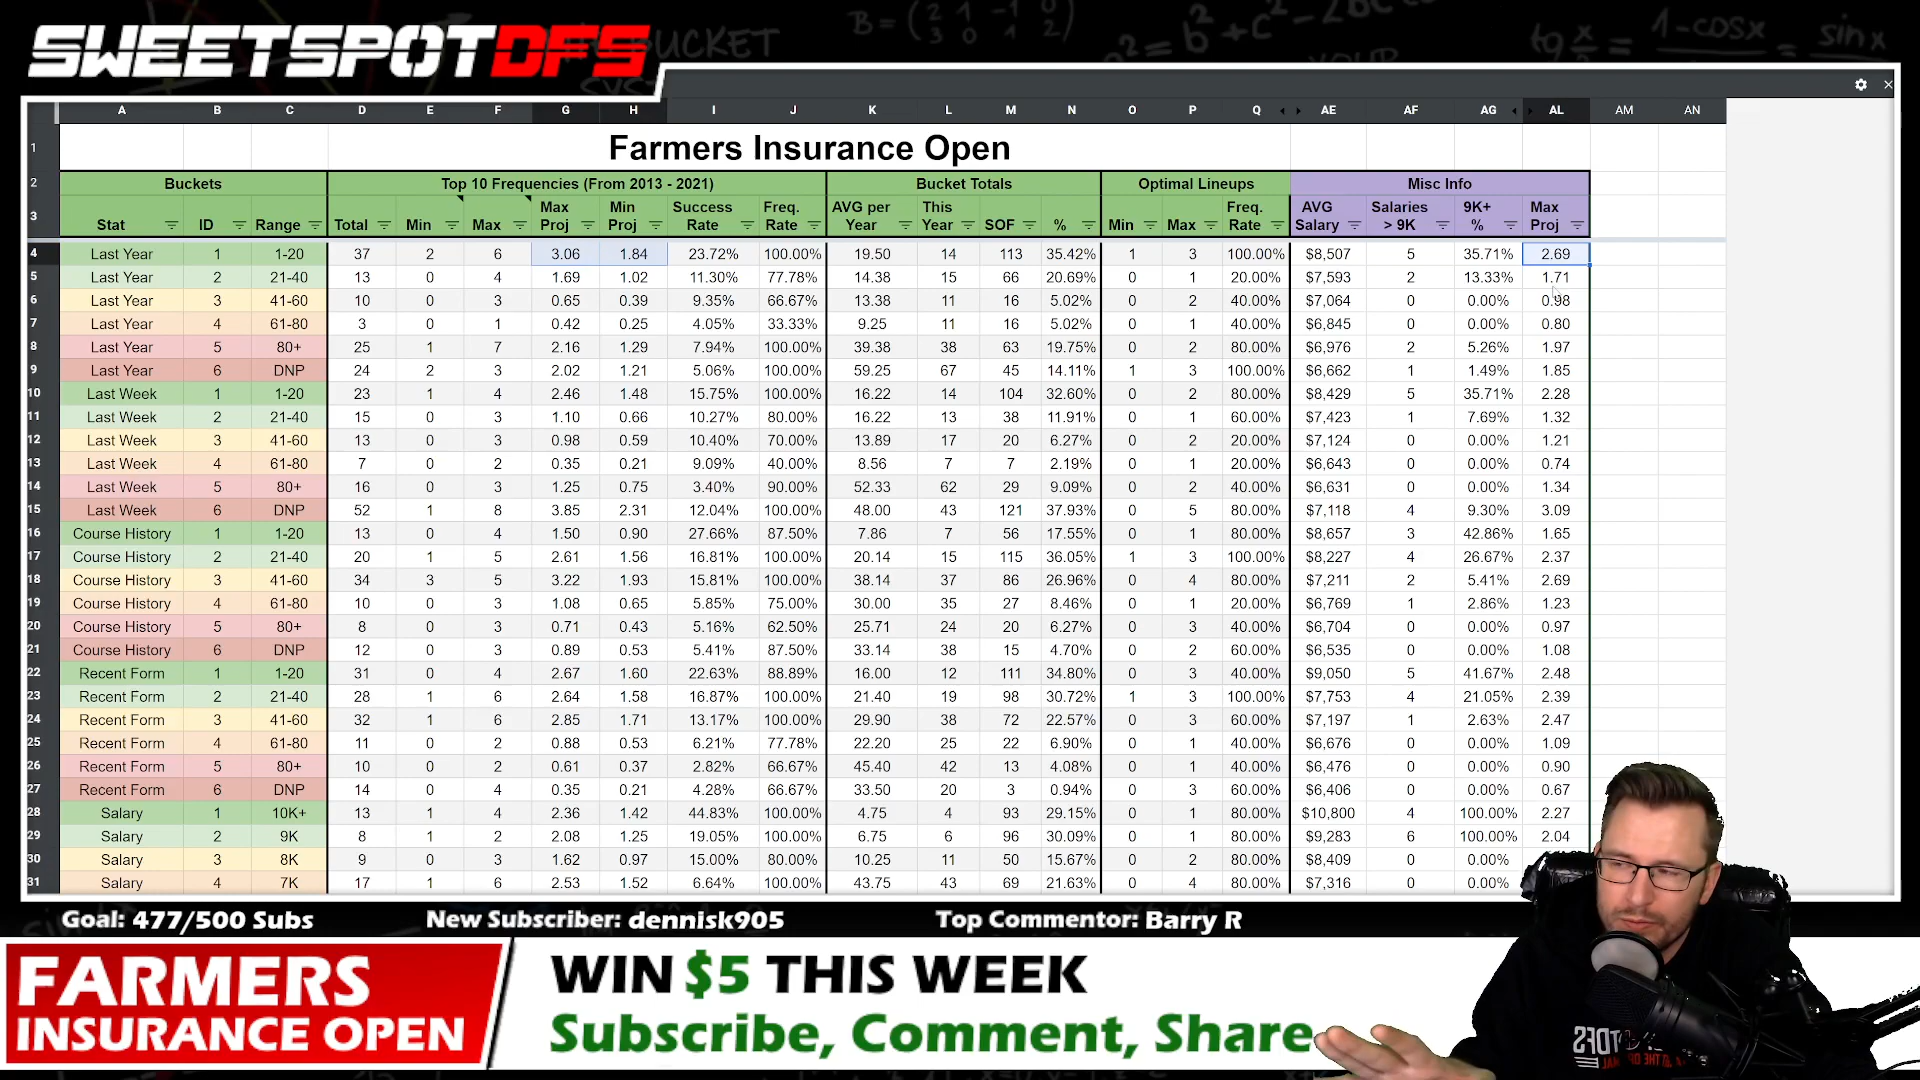 SWEETSPOTDFS
A B C D E F G H I J K L M N O P Q AE AF AG AL AM AN
1 Farmers Insurance Open
2 Buckets Top 10 Frequencies (From 2013 - 2021) Bucket Totals Optimal Lineups Misc Info
3 Stat ID Range Total Min Max Max Proj Min Proj Success Rate Freq. Rate AVG per Year This Year SOF % Min Max Freq. Rate AVG Salary Salaries > 9K 9K+ % Max Proj
4 Last Year 1 1-20 37 2 6 3.06 1.84 23.72% 100.00% 19.50 14 113 35.42% 1 3 100.00% $8,507 5 35.71% 2.69
5 Last Year 2 21-40 13 0 4 1.69 1.02 11.30% 77.78% 14.38 15 66 20.69% 0 1 20.00% $7,593 2 13.33% 1.71
6 Last Year 3 41-60 10 0 3 0.65 0.39 9.35% 66.67% 13.38 11 16 5.02% 0 2 40.00% $7,064 0 0.00% 0.98
7 Last Year 4 61-80 3 0 1 0.42 0.25 4.05% 33.33% 9.25 11 16 5.02% 0 1 40.00% $6,845 0 0.00% 0.80
8 Last Year 5 80+ 25 1 7 2.16 1.29 7.94% 100.00% 39.38 38 63 19.75% 0 2 80.00% $6,976 2 5.26% 1.97
9 Last Year 6 DNP 24 2 3 2.02 1.21 5.06% 100.00% 59.25 67 45 14.11% 1 3 100.00% $6,662 1 1.49% 1.85
10 Last Week 1 1-20 23 1 4 2.46 1.48 15.75% 100.00% 16.22 14 104 32.60% 0 2 80.00% $8,429 5 35.71% 2.28
11 Last Week 2 21-40 15 0 3 1.10 0.66 10.27% 80.00% 16.22 13 38 11.91% 0 1 60.00% $7,423 1 7.69% 1.32
12 Last Week 3 41-60 13 0 3 0.98 0.59 10.40% 70.00% 13.89 17 20 6.27% 0 2 20.00% $7,124 0 0.00% 1.21
13 Last Week 4 61-80 7 0 2 0.35 0.21 9.09% 40.00% 8.56 7 7 2.19% 0 1 20.00% $6,643 0 0.00% 0.74
14 Last Week 5 80+ 16 0 3 1.25 0.75 3.40% 90.00% 52.33 62 29 9.09% 0 2 40.00% $6,631 0 0.00% 1.34
15 Last Week 6 DNP 52 1 8 3.85 2.31 12.04% 100.00% 48.00 43 121 37.93% 0 5 80.00% $7,118 4 9.30% 3.09
16 Course History 1 1-20 13 0 4 1.50 0.90 27.66% 87.50% 7.86 7 56 17.55% 0 1 80.00% $8,657 3 42.86% 1.65
17 Course History 2 21-40 20 1 5 2.61 1.56 16.81% 100.00% 20.14 15 115 36.05% 1 3 100.00% $8,227 4 26.67% 2.37
18 Course History 3 41-60 34 3 5 3.22 1.93 15.81% 100.00% 38.14 37 86 26.96% 0 4 80.00% $7,211 2 5.41% 2.69
19 Course History 4 61-80 10 0 3 1.08 0.65 5.85% 75.00% 30.00 35 27 8.46% 0 1 20.00% $6,769 1 2.86% 1.23
20 Course History 5 80+ 8 0 3 0.71 0.43 5.16% 62.50% 25.71 24 20 6.27% 0 3 40.00% $6,704 0 0.00% 0.97
21 Course History 6 DNP 12 0 3 0.89 0.53 5.41% 87.50% 33.14 38 15 4.70% 0 2 60.00% $6,535 0 0.00% 1.08
22 Recent Form 1 1-20 31 0 4 2.67 1.60 22.63% 88.89% 16.00 12 111 34.80% 0 3 40.00% $9,050 5 41.67% 2.48
23 Recent Form 2 21-40 28 1 6 2.64 1.58 16.87% 100.00% 21.40 19 98 30.72% 1 3 100.00% $7,753 4 21.05% 2.39
24 Recent Form 3 41-60 32 1 6 2.85 1.71 13.17% 100.00% 29.90 38 72 22.57% 0 3 60.00% $7,197 1 2.63% 2.47
25 Recent Form 4 61-80 11 0 2 0.88 0.53 6.21% 77.78% 22.20 25 22 6.90% 0 1 40.00% $6,676 0 0.00% 1.09
26 Recent Form 5 80+ 10 0 2 0.61 0.37 2.82% 66.67% 45.40 42 13 4.08% 0 1 40.00% $6,476 0 0.00% 0.90
27 Recent Form 6 DNP 14 0 4 0.35 0.21 4.28% 66.67% 33.50 20 3 0.94% 0 3 60.00% $6,406 0 0.00% 0.67
28 Salary 1 10K+ 13 1 4 2.36 1.42 44.83% 100.00% 4.75 4 93 29.15% 0 1 80.00% $10,800 4 100.00% 2.27
29 Salary 2 9K 8 1 2 2.08 1.25 19.05% 100.00% 6.75 6 96 30.09% 0 1 80.00% $9,283 6 100.00% 2.04
30 Salary 3 8K 9 0 3 1.62 0.97 15.00% 80.00% 10.25 11 50 15.67% 0 2 80.00% $8,409 0 0.00%
31 Salary 4 7K 17 1 6 2.53 1.52 6.64% 100.00% 43.75 43 69 21.63% 0 4 80.00% $7,316 0 0.00%
Goal: 477/500 Subs New Subscriber: dennisk905 Top Commentor: Barry R
FARMERS
INSURANCE OPEN
WIN $5 THIS WEEK
Subscribe, Comment, Share